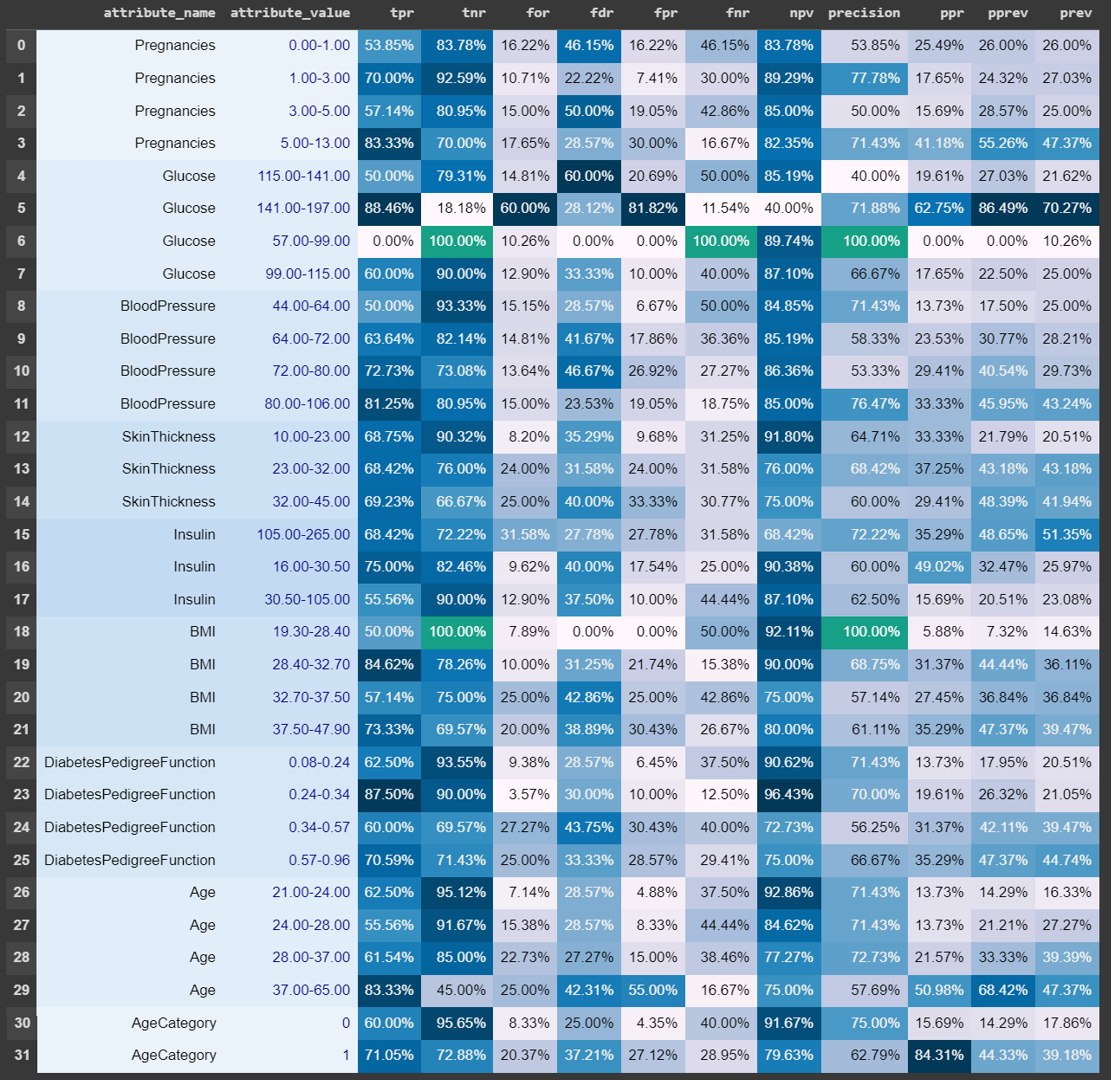 attribute_name attribute_value tpr tnr for fdr fpr fnr npv precision ppr pprev prev
0 Pregnancies 0.00-1.00 53.85% 83.78% 16.22% 46.15% 16.22% 46.15% 83.78% 53.85% 25.49% 26.00% 26.00%
1 Pregnancies 1.00-3.00 70.00% 92.59% 10.71% 22.22% 7.41% 30.00% 89.29% 77.78% 17.65% 24.32% 27.03%
2 Pregnancies 3.00-5.00 57.14% 80.95% 15.00% 50.00% 19.05% 42.86% 85.00% 50.00% 15.69% 28.57% 25.00%
3 Pregnancies 5.00-13.00 83.33% 70.00% 17.65% 28.57% 30.00% 16.67% 82.35% 71.43% 41.18% 55.26% 47.37%
4 Glucose 115.00-141.00 50.00% 79.31% 14.81% 60.00% 20.69% 50.00% 85.19% 40.00% 19.61% 27.03% 21.62%
5 Glucose 141.00-197.00 88.46% 18.18% 60.00% 28.12% 81.82% 11.54% 40.00% 71.88% 62.75% 86.49% 70.27%
6 Glucose 57.00-99.00 0.00% 100.00% 10.26% 0.00% 0.00% 100.00% 89.74% 100.00% 0.00% 0.00% 10.26%
7 Glucose 99.00-115.00 60.00% 90.00% 12.90% 33.33% 10.00% 40.00% 87.10% 66.67% 17.65% 22.50% 25.00%
8 BloodPressure 44.00-64.00 50.00% 93.33% 15.15% 28.57% 6.67% 50.00% 84.85% 71.43% 13.73% 17.50% 25.00%
9 BloodPressure 64.00-72.00 63.64% 82.14% 14.81% 41.67% 17.86% 36.36% 85.19% 58.33% 23.53% 30.77% 28.21%
10 BloodPressure 72.00-80.00 72.73% 73.08% 13.64% 46.67% 26.92% 27.27% 86.36% 53.33% 29.41% 40.54% 29.73%
11 BloodPressure 80.00-106.00 81.25% 80.95% 15.00% 23.53% 19.05% 18.75% 85.00% 76.47% 33.33% 45.95% 43.24%
12 SkinThickness 10.00-23.00 68.75% 90.32% 8.20% 35.29% 9.68% 31.25% 91.80% 64.71% 33.33% 21.79% 20.51%
13 SkinThickness 23.00-32.00 68.42% 76.00% 24.00% 31.58% 24.00% 31.58% 76.00% 68.42% 37.25% 43.18% 43.18%
14 SkinThickness 32.00-45.00 69.23% 66.67% 25.00% 40.00% 33.33% 30.77% 75.00% 60.00% 29.41% 48.39% 41.94%
15 Insulin 105.00-265.00 68.42% 72.22% 31.58% 27.78% 27.78% 31.58% 68.42% 72.22% 35.29% 48.65% 51.35%
16 Insulin 16.00-30.50 75.00% 82.46% 9.62% 40.00% 17.54% 25.00% 90.38% 60.00% 49.02% 32.47% 25.97%
17 Insulin 30.50-105.00 55.56% 90.00% 12.90% 37.50% 10.00% 44.44% 87.10% 62.50% 15.69% 20.51% 23.08%
18 BMI 19.30-28.40 50.00% 100.00% 7.89% 0.00% 0.00% 50.00% 92.11% 100.00% 5.88% 7.32% 14.63%
19 BMI 28.40-32.70 84.62% 78.26% 10.00% 31.25% 21.74% 15.38% 90.00% 68.75% 31.37% 44.44% 36.11%
20 BMI 32.70-37.50 57.14% 75.00% 25.00% 42.86% 25.00% 42.86% 75.00% 57.14% 27.45% 36.84% 36.84%
21 BMI 37.50-47.90 73.33% 69.57% 20.00% 38.89% 30.43% 26.67% 80.00% 61.11% 35.29% 47.37% 39.47%
22 DiabetesPedigreeFunction 0.08-0.24 62.50% 93.55% 9.38% 28.57% 6.45% 37.50% 90.62% 71.43% 13.73% 17.95% 20.51%
23 DiabetesPedigreeFunction 0.24-0.34 87.50% 90.00% 3.57% 30.00% 10.00% 12.50% 96.43% 70.00% 19.61% 26.32% 21.05%
24 DiabetesPedigreeFunction 0.34-0.57 60.00% 69.57% 27.27% 43.75% 30.43% 40.00% 72.73% 56.25% 31.37% 42.11% 39.47%
25 DiabetesPedigreeFunction 0.57-0.96 70.59% 71.43% 25.00% 33.33% 28.57% 29.41% 75.00% 66.67% 35.29% 47.37% 44.74%
26 Age 21.00-24.00 62.50% 95.12% 7.14% 28.57% 4.88% 37.50% 92.86% 71.43% 13.73% 14.29% 16.33%
27 Age 24.00-28.00 55.56% 91.67% 15.38% 28.57% 8.33% 44.44% 84.62% 71.43% 13.73% 21.21% 27.27%
28 Age 28.00-37.00 61.54% 85.00% 22.73% 27.27% 15.00% 38.46% 77.27% 72.73% 21.57% 33.33% 39.39%
29 Age 37.00-65.00 83.33% 45.00% 25.00% 42.31% 55.00% 16.67% 75.00% 57.69% 50.98% 68.42% 47.37%
30 AgeCategory 0 60.00% 95.65% 8.33% 25.00% 4.35% 40.00% 91.67% 75.00% 15.69% 14.29% 17.86%
31 AgeCategory 1 71.05% 72.88% 20.37% 37.21% 27.12% 28.95% 79.63% 62.79% 84.31% 44.33% 39.18%